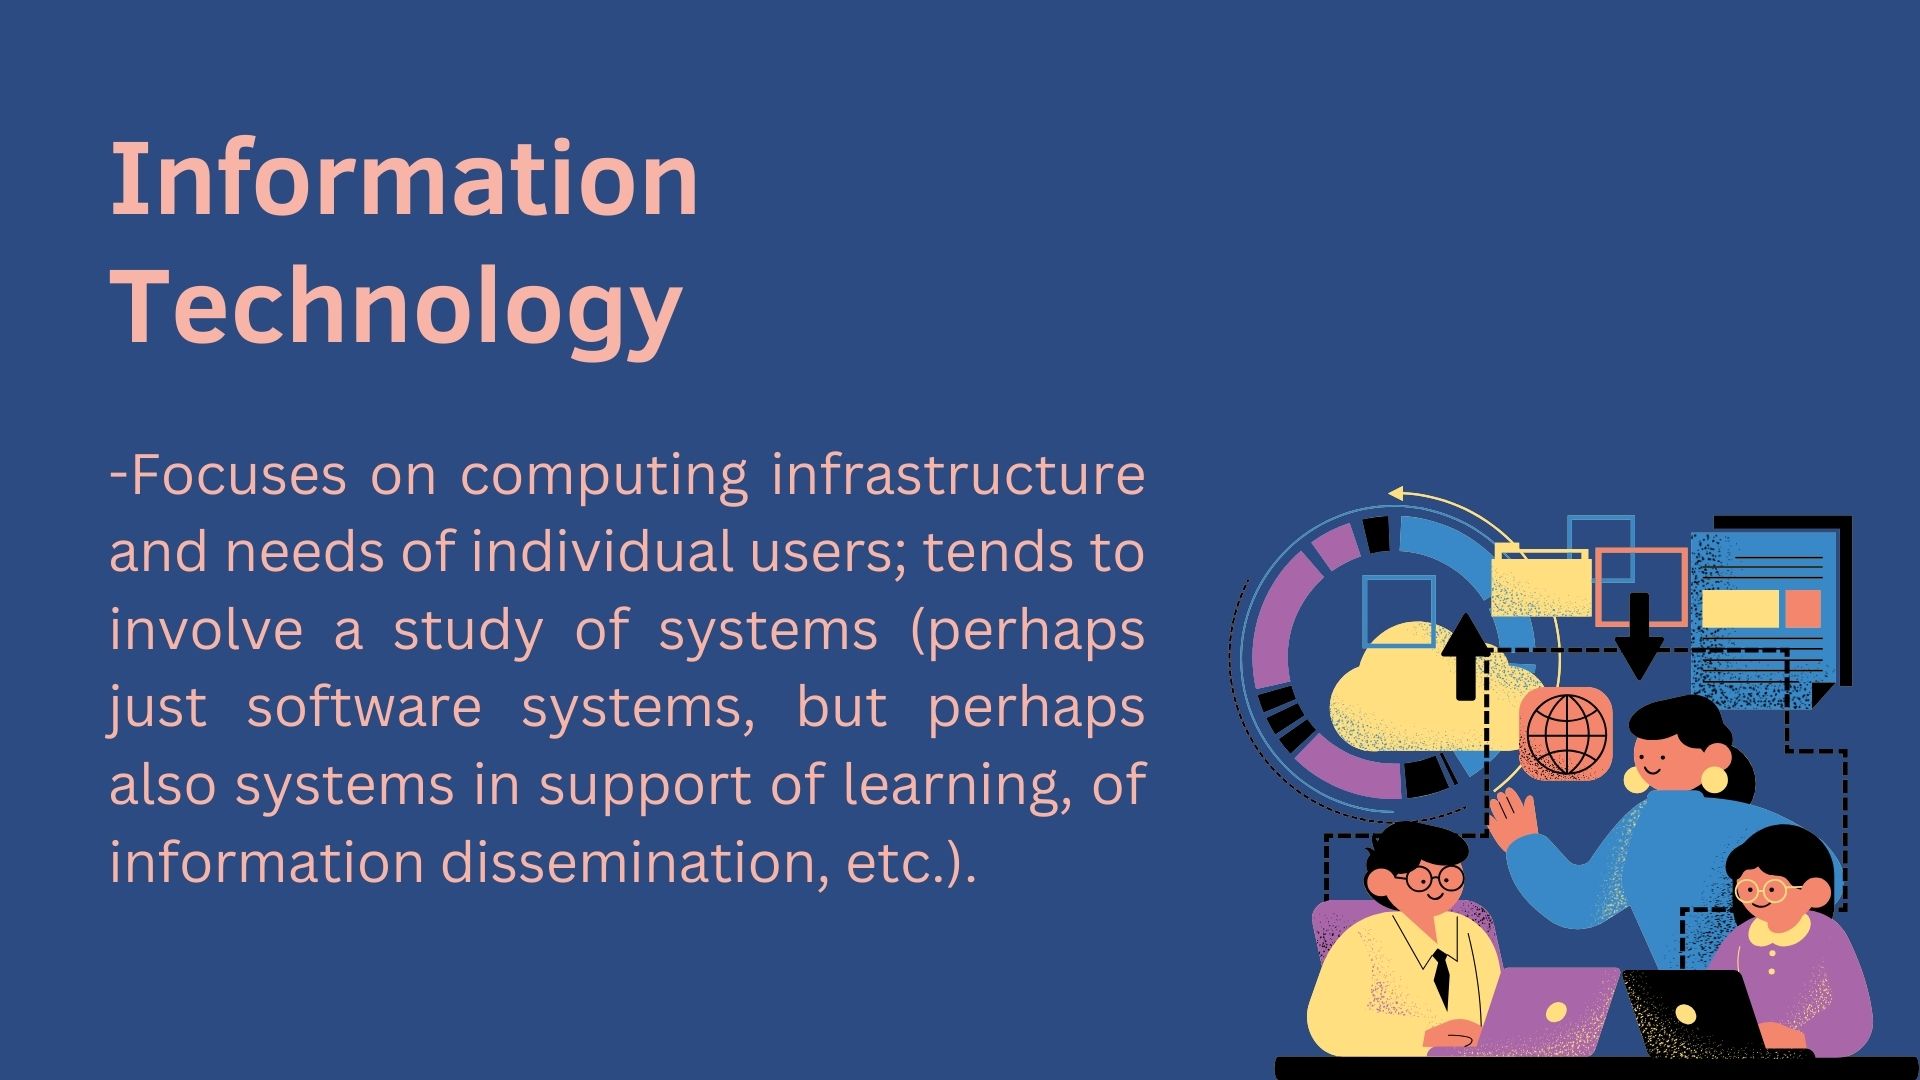 Information
Technology
-Focuses on computing infrastructure
and needs of individual users; tends to
involve a study of systems (perhaps
just software systems, but perhaps
also systems in support of learning, of
information dissemination, etc.).